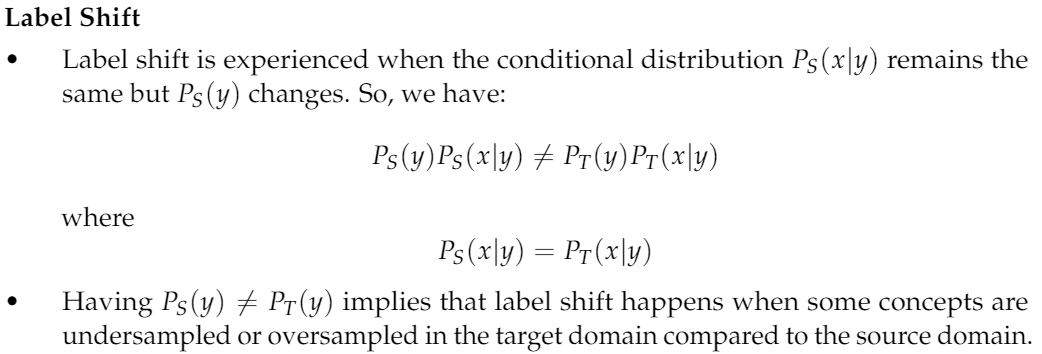 Label Shift
• Label shift is experienced when the conditional distribution P_S(x|y) remains the
same but P_S(y) changes. So, we have:
P_S(y)P_S(x|y) ≠ P_T(y)P_T(x|y)
where
P_S(x|y) = P_T(x|y)
• Having P_S(y) ≠ P_T(y) implies that label shift happens when some concepts are
undersampled or oversampled in the target domain compared to the source domain.